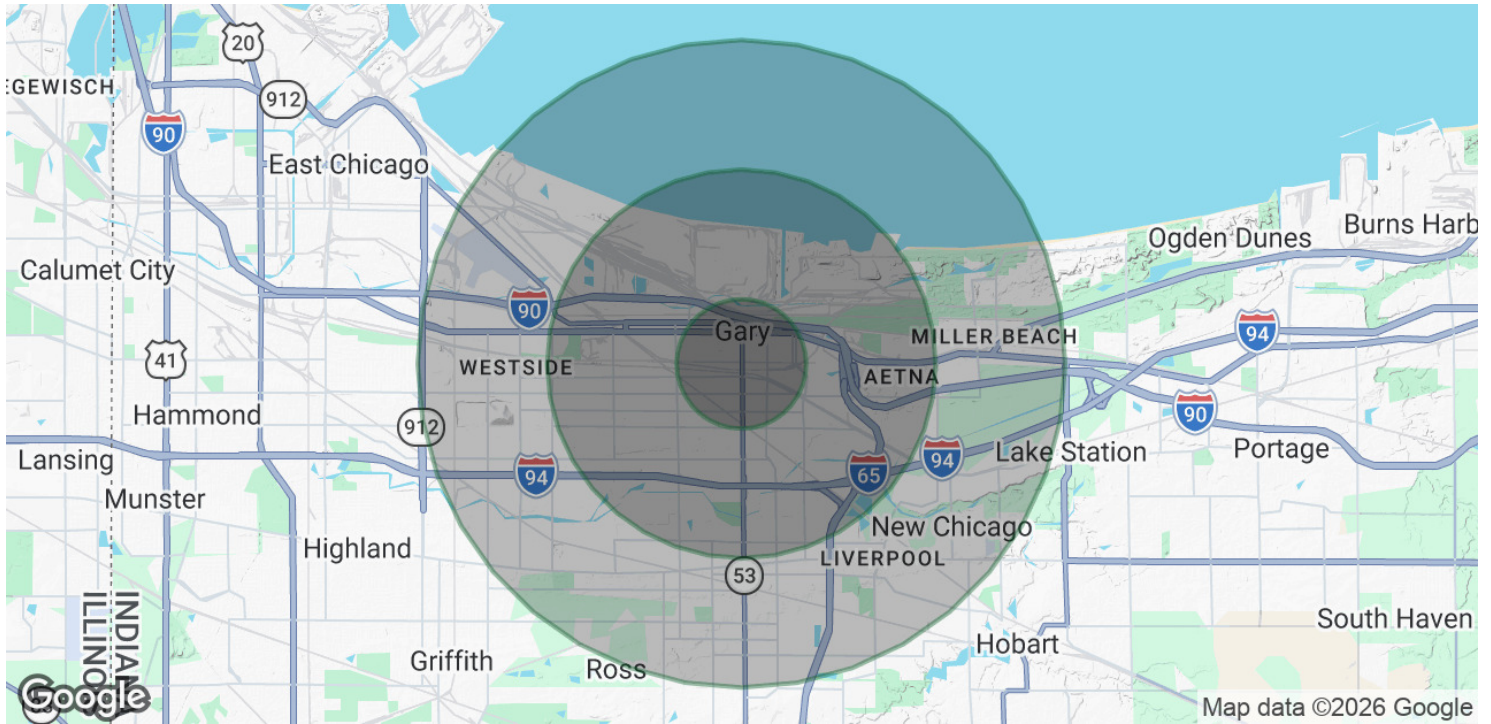 20
EGEWISCH
912
90
East Chicago
Burns Harb
Ogden Dunes
Calumet City
90
Gary
MILLER BEACH
94
41
WESTSIDE
AETNA
Hammond
912
90
Lansing
94
65
94
Lake Station
Portage
Munster
New Chicago
Highland
LIVERPOOL
53
INDIANA
ILLINOIS
South Haven
Hobart
Griffith
Ross
Google
Map data ©2026 Google